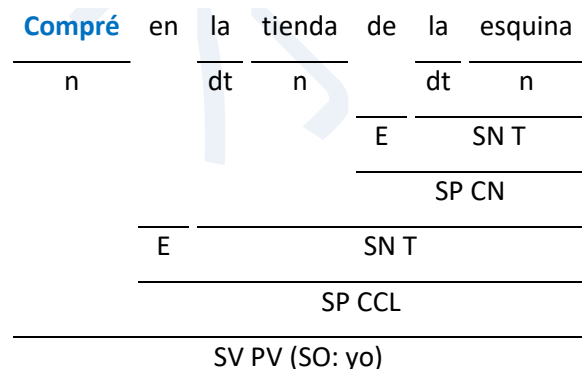 Compré en la tienda de la esquina
n dt n dt n
E SN T
SP CN
E SN T
SP CCL
SV PV (SO: yo)